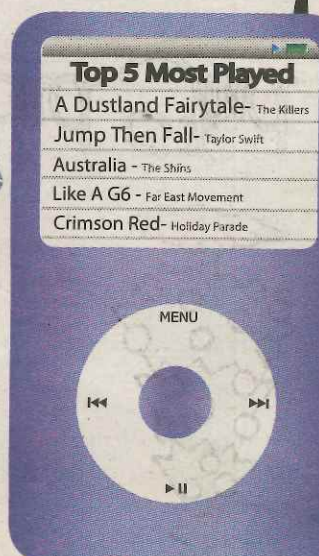 Top 5 Most Played
A Dustland Fairytale- The Killers
Jump Then Fall- Taylor Swift
Australia - The Shins
Like A G6 - Far East Movement
Crimson Red- Holiday Parade
MENU